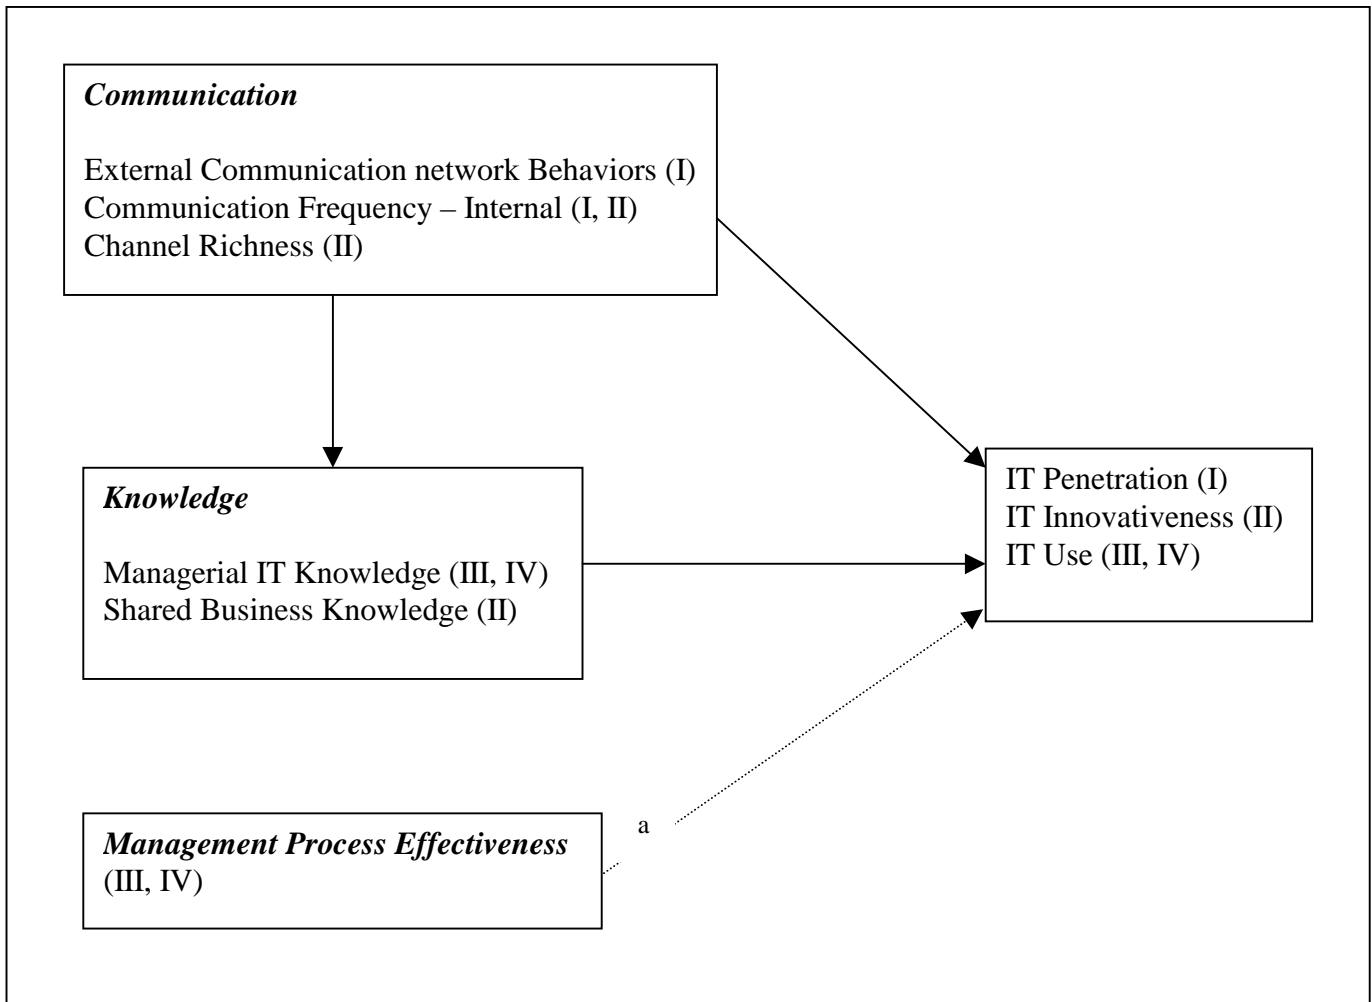 Communication
External Communication network Behaviors (I)
Communication Frequency – Internal (I, II)
Channel Richness (II)
Knowledge
Managerial IT Knowledge (III, IV)
Shared Business Knowledge (II)
IT Penetration (I)
IT Innovativeness (II)
IT Use (III, IV)
a
Management Process Effectiveness
(III, IV)